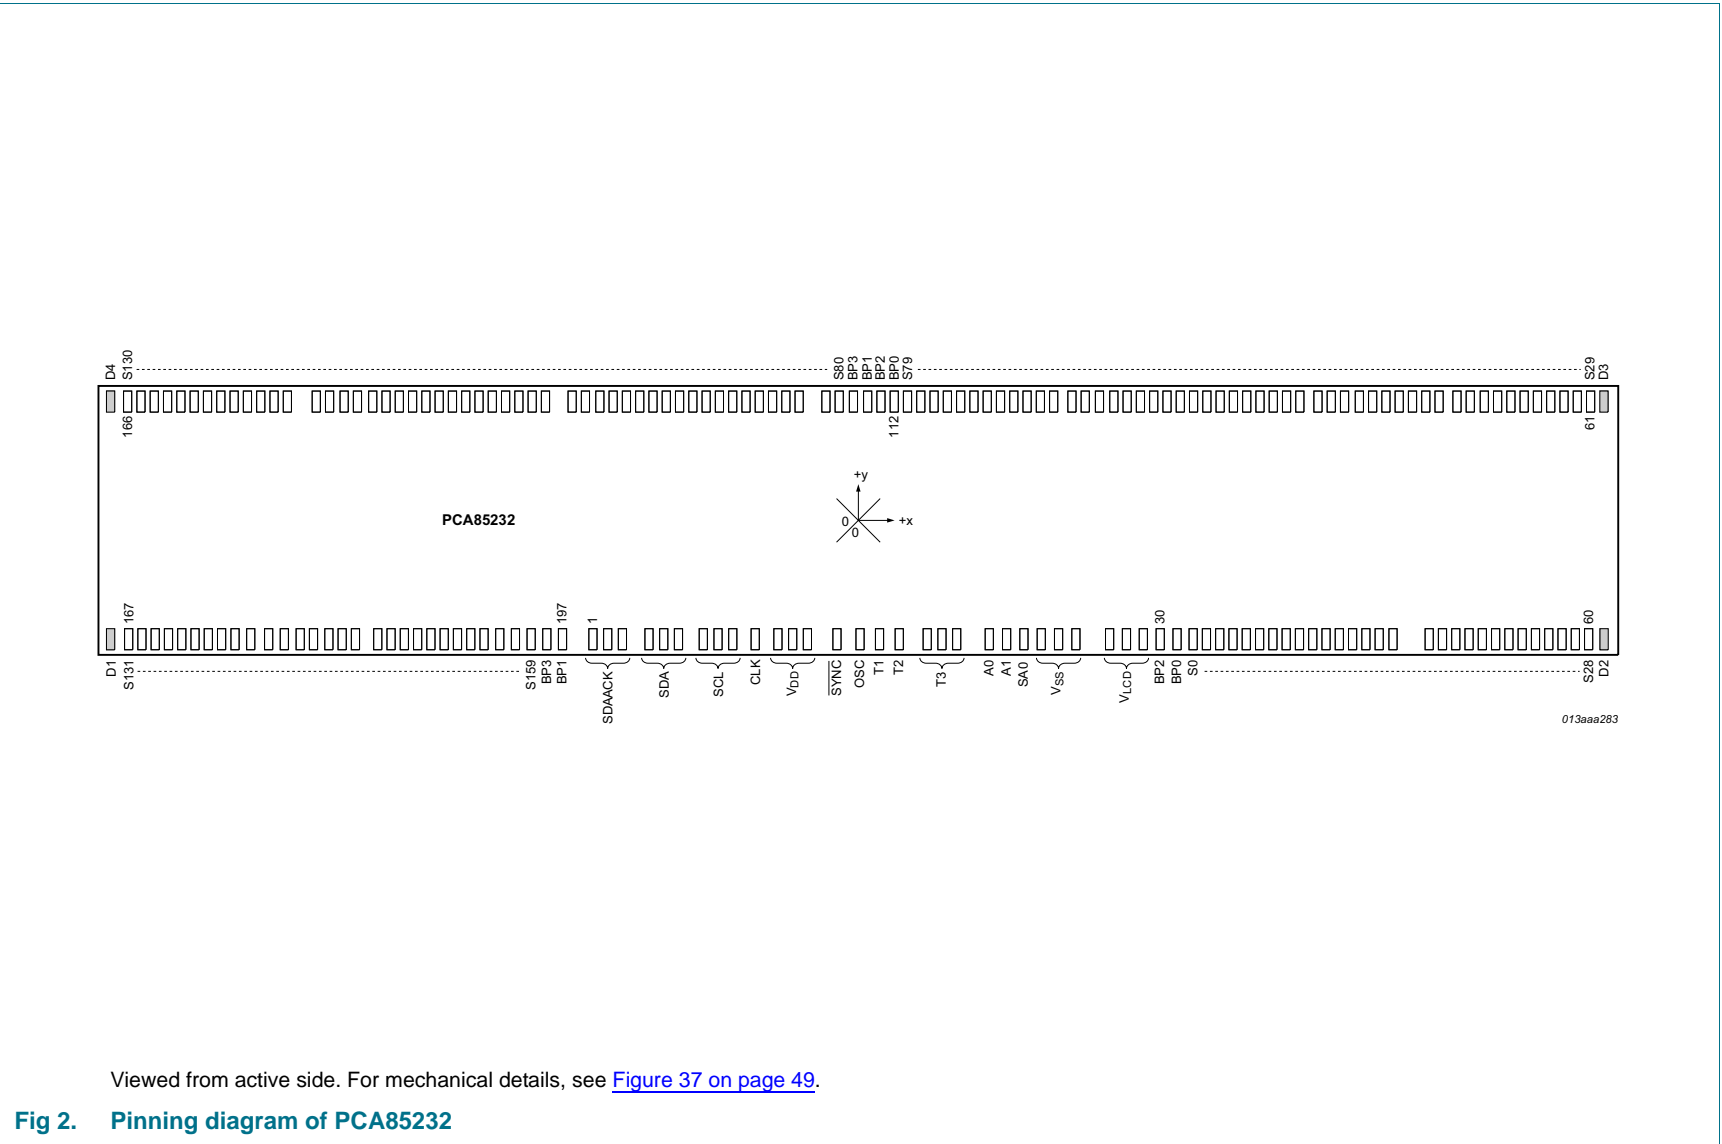 D4
S130
S80
BP3
BP1
BP2
BP0
S79
S29
D3
166
112
61
+y
PCA85232
0
+x
0
167
197
1
30
60
D1
S131
S159
BP3
BP1
SDAACK
SDA
SCL
CLK
VDD
SYNC
OSC
T1
T2
T3
A0
A1
SA0
VSS
VLCD
BP2
BP0
S0
S28
D2
013aaa283
Viewed from active side. For mechanical details, see Figure 37 on page 49.
Fig 2. Pinning diagram of PCA85232